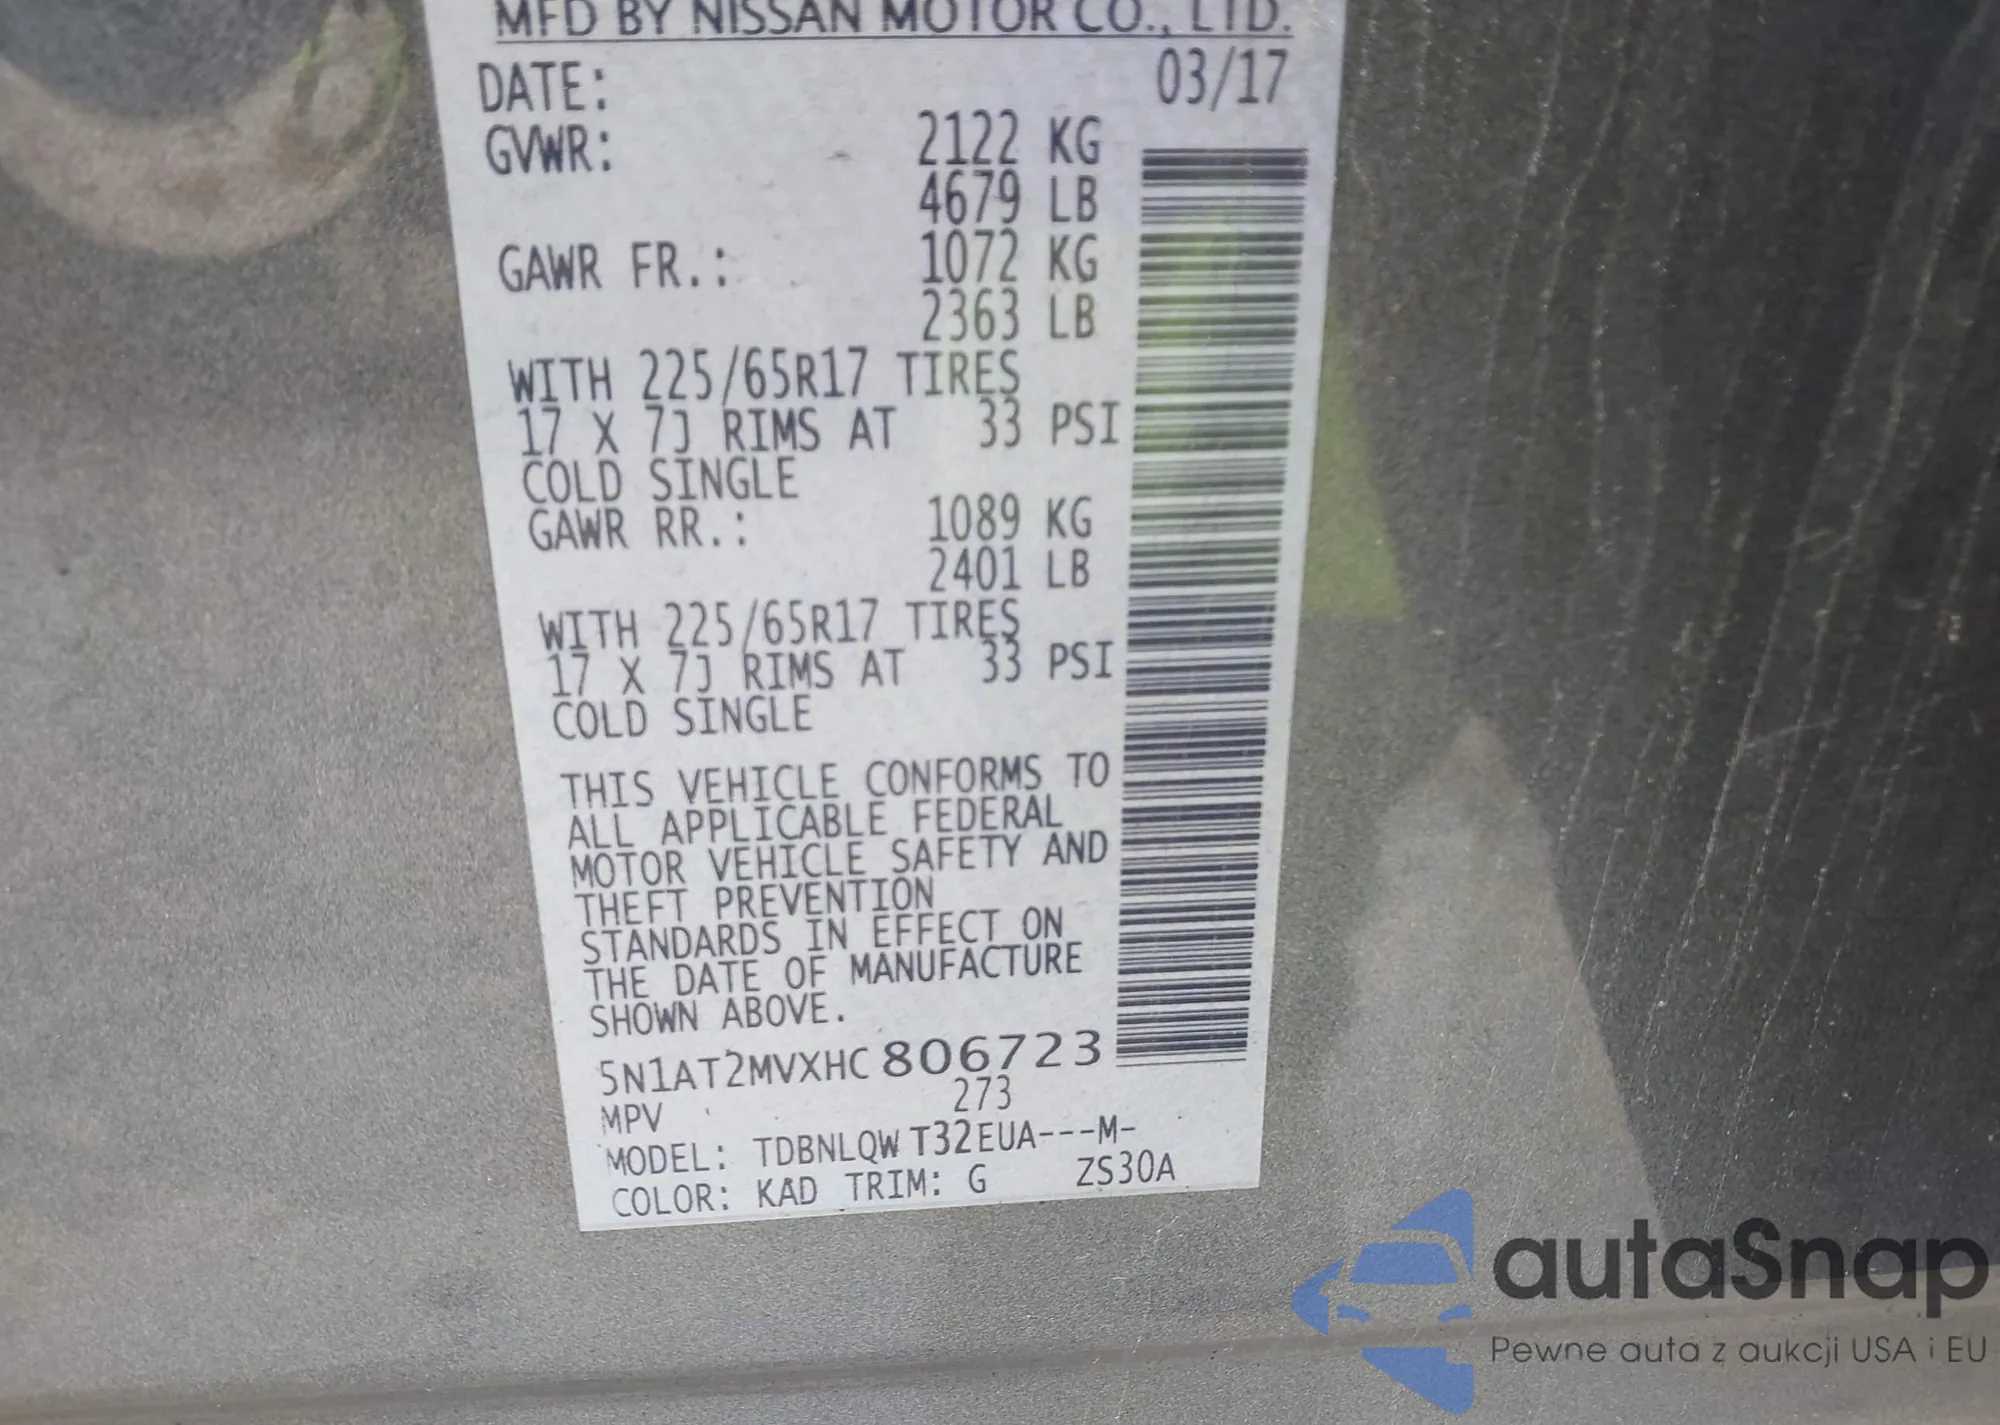 MFD BY NISSAN MOTOR CO., LTD.
DATE: 03/17
GVWR: 2122 KG
4679 LB
GAWR FR.: 1072 KG
2363 LB
WITH 225/65R17 TIRES
17 X 7J RIMS AT 33 PSI
COLD SINGLE
GAWR RR.: 1089 KG
2401 LB
WITH 225/65R17 TIRES
17 X 7J RIMS AT 33 PSI
COLD SINGLE
THIS VEHICLE CONFORMS TO
ALL APPLICABLE FEDERAL
MOTOR VEHICLE SAFETY AND
THEFT PREVENTION
STANDARDS IN EFFECT ON
THE DATE OF MANUFACTURE
SHOWN ABOVE.
5N1AT2MVXHC806723
MPV 273
MODEL: TDBNLQWT32EUA---M-
COLOR: KAD TRIM: G ZS30A
autaSnap
Pewne auta z aukcji USA i EU